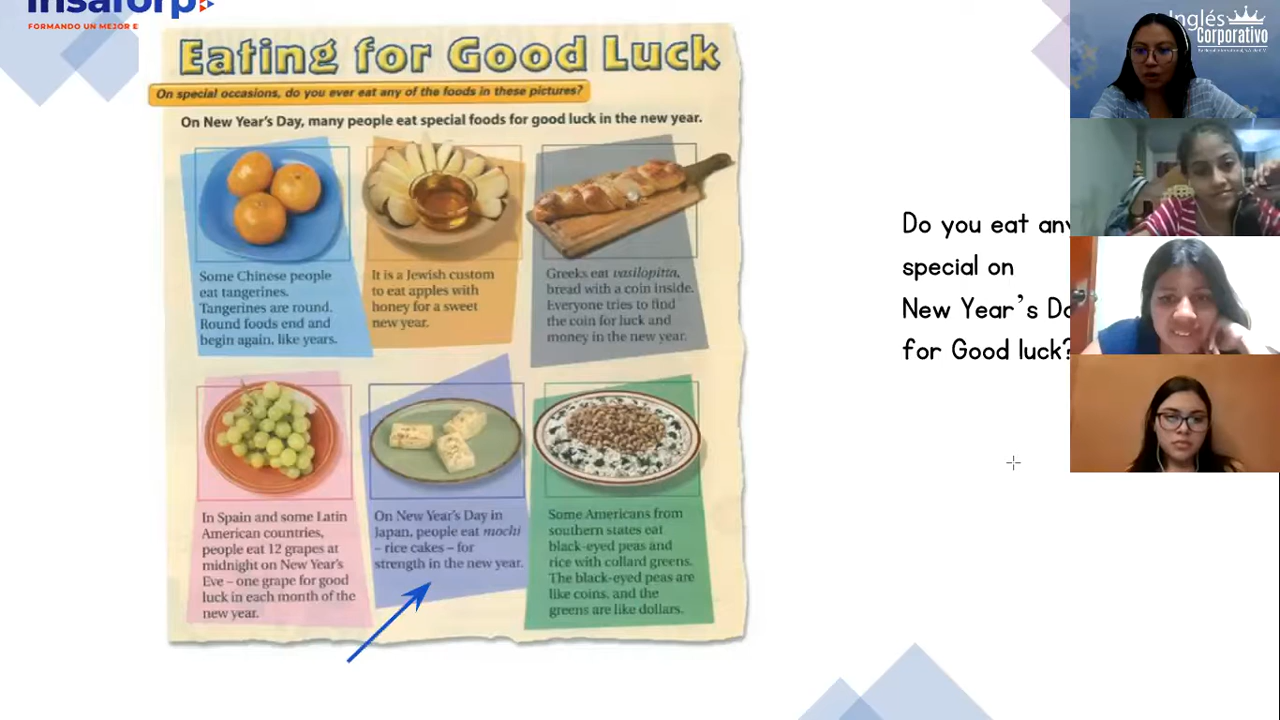 FORMANDO UN MEJOR E
Inglés
Corporativo
Eating for Good Luck
On special occasions, do you ever eat any of the foods in these pictures?
On New Year's Day, many people eat special foods for good luck in the new year.
Some Chinese people
eat tangerines.
Tangerines are round.
Round foods end and
begin again, like years.
It is a Jewish custom
to eat apples with
honey for a sweet
new year.
Greeks eat vasilopitta,
bread with a coin inside.
Everyone tries to find
the coin for luck and
money in the new year.
In Spain and some Latin
American countries,
people eat 12 grapes at
midnight on New Year's
Eve – one grape for good
luck in each month of the
new year.
On New Year's Day in
Japan, people eat mochi
– rice cakes – for
strength in the new year.
Some Americans from
southern states eat
black-eyed peas and
rice with collard greens.
The black-eyed peas are
like coins, and the
greens are like dollars.
Do you eat any
special on
New Year's
for Good luck?